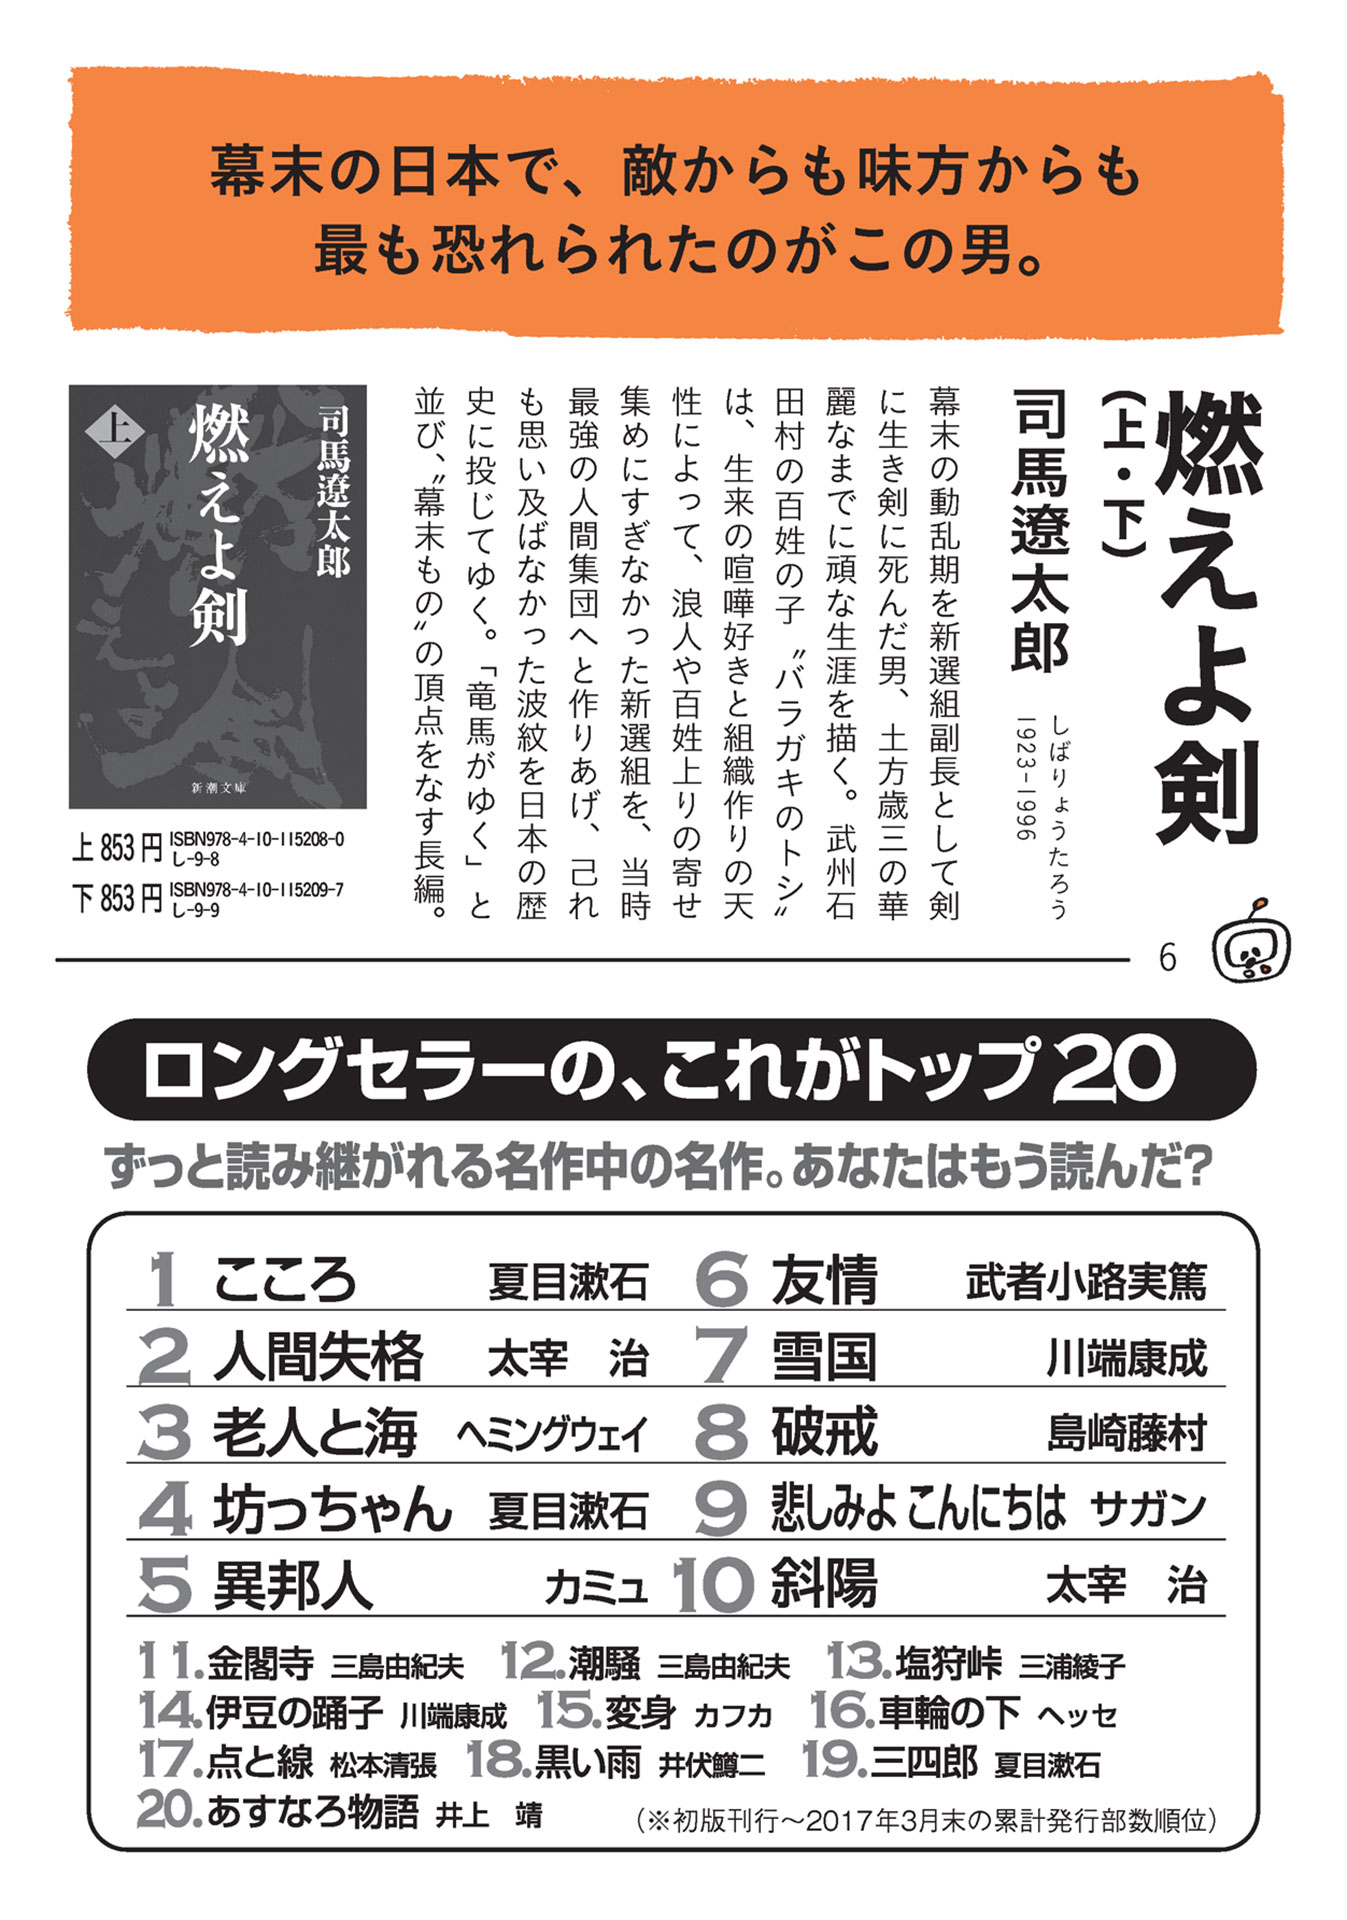 幕末の日本で、敵からも味方からも
最も恐れられたのがこの男。
燃えよ剣
（上・下）
司馬遼太郎
しばりょうたろう
1923-1996
幕末の動乱期を新選組副長として剣
に生き剣に死んだ男、土方歳三の華
麗なまでに頑な生涯を描く。武州石
田村の百姓の子〝バラガキのトシ〟
は、生来の喧嘩好きと組織作りの天
性によって、浪人や百姓上りの寄せ
集めにすぎなかった新選組を、当時
最強の人間集団へと作りあげ、己れ
も思い及ばなかった波紋を日本の歴
史に投じてゆく。「竜馬がゆく」と
並び、〝幕末もの〟の頂点をなす長編。
司馬遼太郎
燃えよ剣
上
新潮文庫
上853円 ISBN978-4-10-115208-0
し-9-8
下853円 ISBN978-4-10-115209-7
し-9-9
6
ロングセラーの、これがトップ20
ずっと読み継がれる名作中の名作。あなたはもう読んだ？
1 こころ 夏目漱石
2 人間失格 太宰　治
3 老人と海 ヘミングウェイ
4 坊っちゃん 夏目漱石
5 異邦人 カミュ
6 友情 武者小路実篤
7 雪国 川端康成
8 破戒 島崎藤村
9 悲しみよ こんにちは サガン
10 斜陽 太宰　治
11.金閣寺 三島由紀夫 12.潮騒 三島由紀夫 13.塩狩峠 三浦綾子
14.伊豆の踊子 川端康成 15.変身 カフカ 16.車輪の下 ヘッセ
17.点と線 松本清張 18.黒い雨 井伏鱒二 19.三四郎 夏目漱石
20.あすなろ物語 井上　靖 （※初版刊行～2017年3月末の累計発行部数順位）